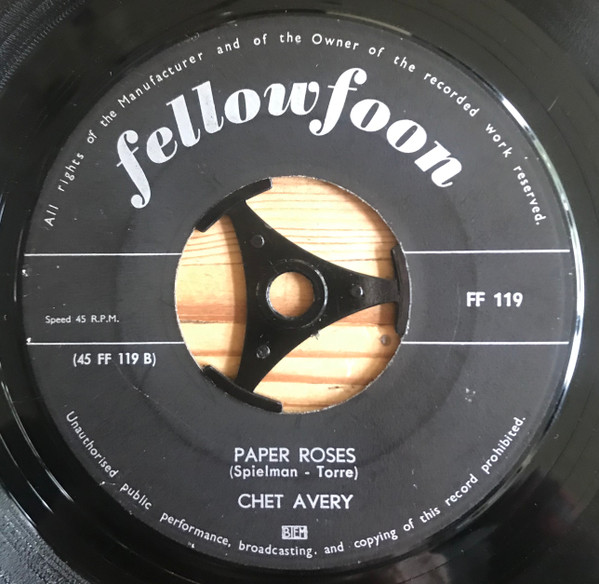 All rights of the Manufacturer and of the Owner of the recorded work reserved.
fellowfoon
FF 119
Speed 45 R.P.M.
(45 FF 119 B)
PAPER ROSES
(Spielman - Torre)
CHET AVERY
BIEM
Unauthorised public performance, broadcasting. and copying of this record prohibited.